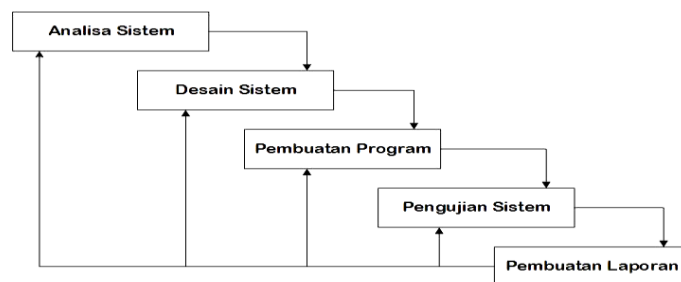 Analisa Sistem
Desain Sistem
Pembuatan Program
Pengujian Sistem
Pembuatan Laporan